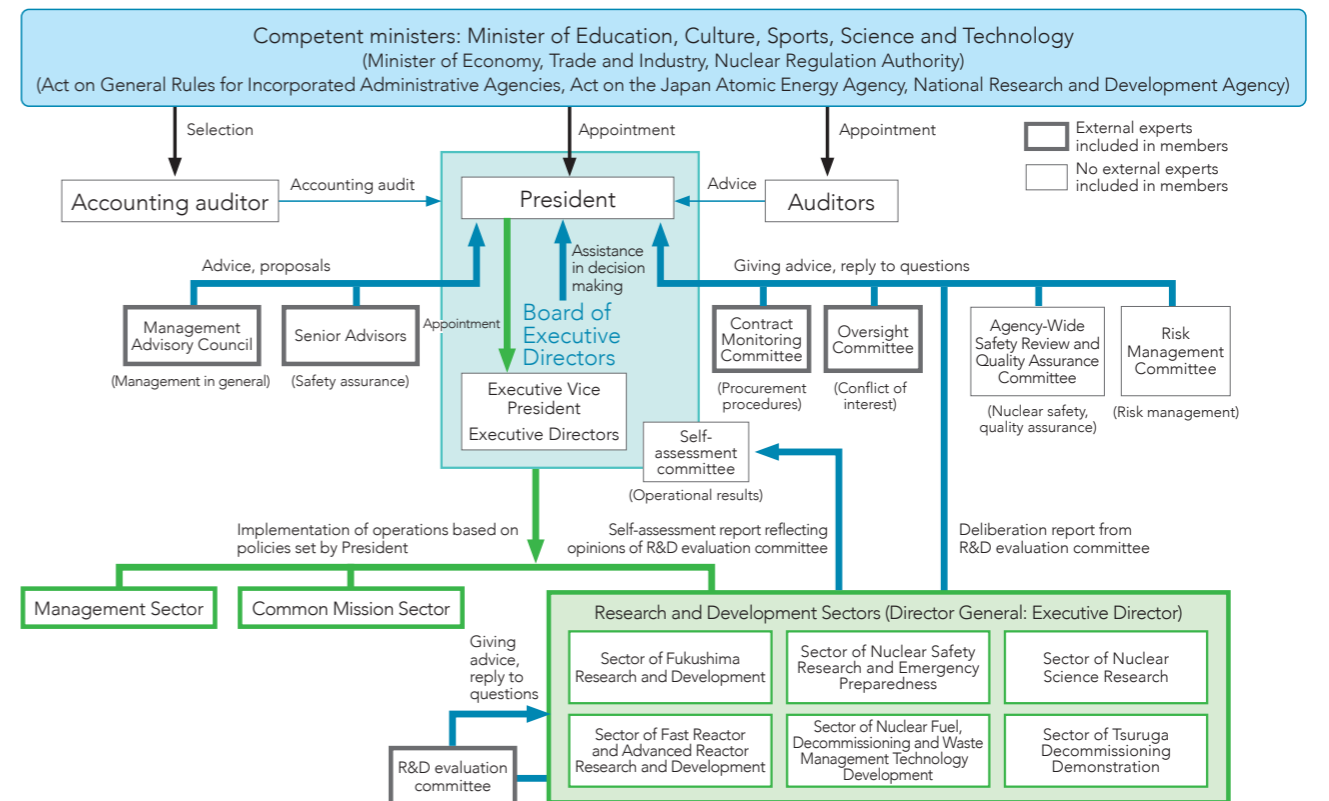 Competent ministers: Minister of Education, Culture, Sports, Science and Technology
(Minister of Economy, Trade and Industry, Nuclear Regulation Authority)
(Act on General Rules for Incorporated Administrative Agencies, Act on the Japan Atomic Energy Agency, National Research and Development Agency)
Selection
Appointment
Appointment
External experts
included in members
No external experts
included in members
Accounting auditor
Accounting audit
President
Advice
Auditors
Assistance
in decision
making
Advice, proposals
Giving advice, reply to questions
Management
Advisory Council
(Management in general)
Senior Advisors
(Safety assurance)
Appointment
Board of
Executive
Directors
Contract
Monitoring
Committee
(Procurement
procedures)
Oversight
Committee
(Conflict of
interest)
Agency-Wide
Safety Review and
Quality Assurance
Committee
(Nuclear safety,
quality assurance)
Risk
Management
Committee
(Risk management)
Executive Vice
President
Executive Directors
Self-
assessment
committee
(Operational results)
Implementation of operations based on
policies set by President
Self-assessment report reflecting
opinions of R&D evaluation committee
Deliberation report from
R&D evaluation committee
Management Sector
Common Mission Sector
Research and Development Sectors (Director General: Executive Director)
Giving
advice,
reply to
questions
Sector of Fukushima
Research and Development
Sector of Nuclear Safety
Research and Emergency
Preparedness
Sector of Nuclear
Science Research
Sector of Fast Reactor
and Advanced Reactor
Research and Development
Sector of Nuclear Fuel,
Decommissioning and Waste
Management Technology
Development
Sector of Tsuruga
Decommissioning
Demonstration
R&D evaluation
committee